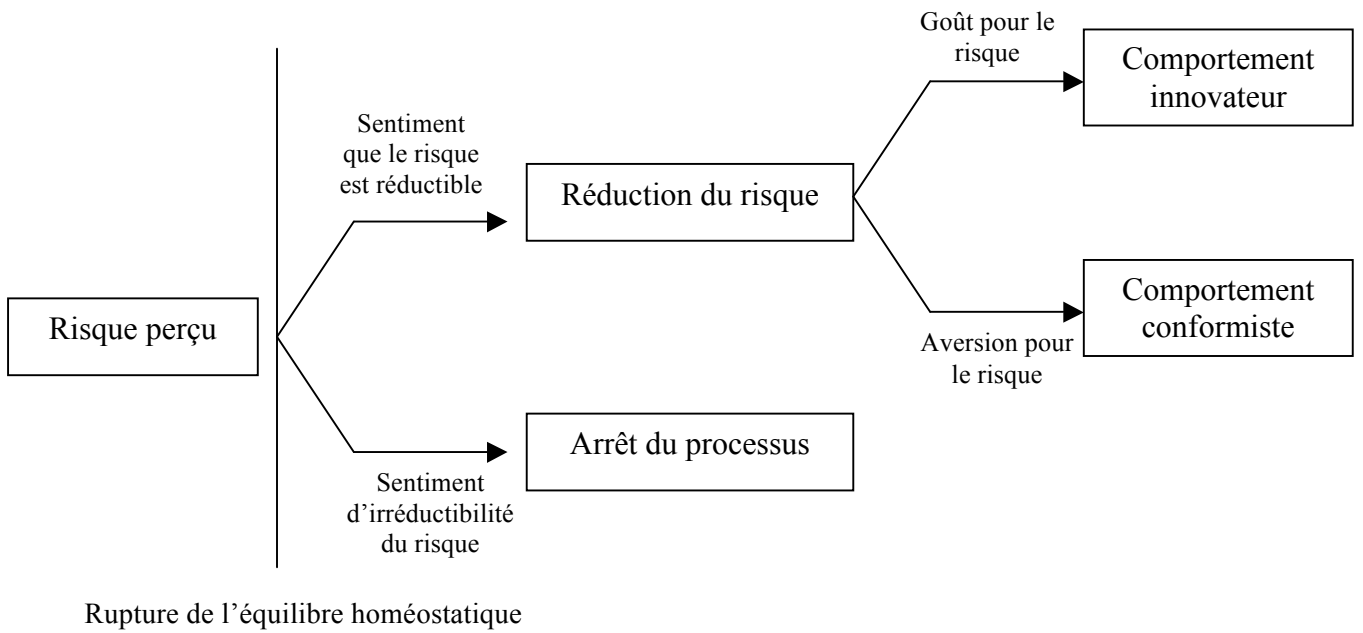 Goût pour le
risque
Comportement
innovateur
Sentiment
que le risque
est réductible
Réduction du risque
Risque perçu
Comportement
conformiste
Aversion pour
le risque
Arrêt du processus
Sentiment
d’irréductibilité
du risque
Rupture de l’équilibre homéostatique